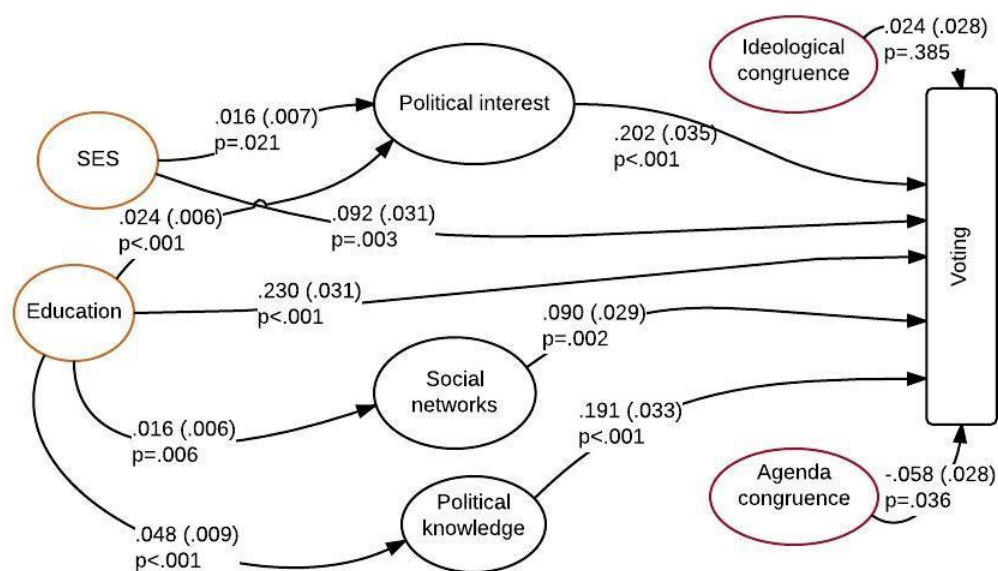 Ideological
congruence
.024 (.028)
p=.385
Political interest
.016 (.007)
p=.021
SES
.202 (.035)
p<.001
.024 (.006)
p<.001
.092 (.031)
p=.003
Voting
Education
.230 (.031)
p<.001
.090 (.029)
p=.002
Social
networks
.016 (.006)
p=.006
.191 (.033)
p<.001
Agenda
congruence
-.058 (.028)
p=.036
Political
knowledge
.048 (.009)
p<.001